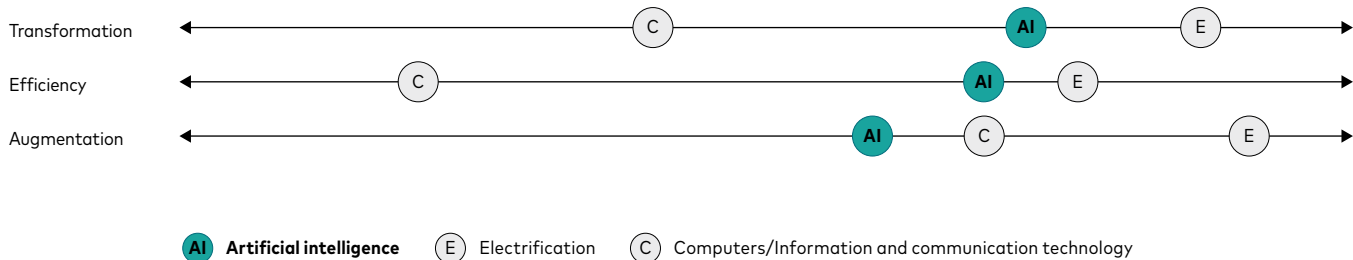 Transformation C AI E
Efficiency C AI E
Augmentation AI C E
AI Artificial intelligence E Electrification C Computers/Information and communication technology